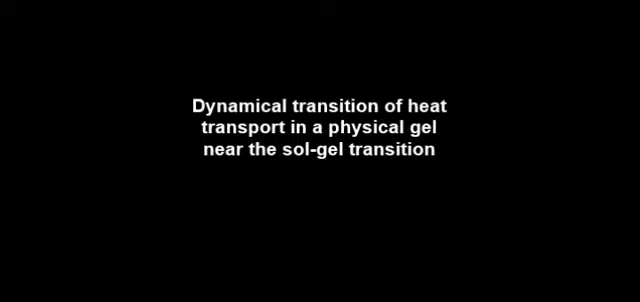 Dynamical transition of heat
transport in a physical gel
near the sol-gel transition